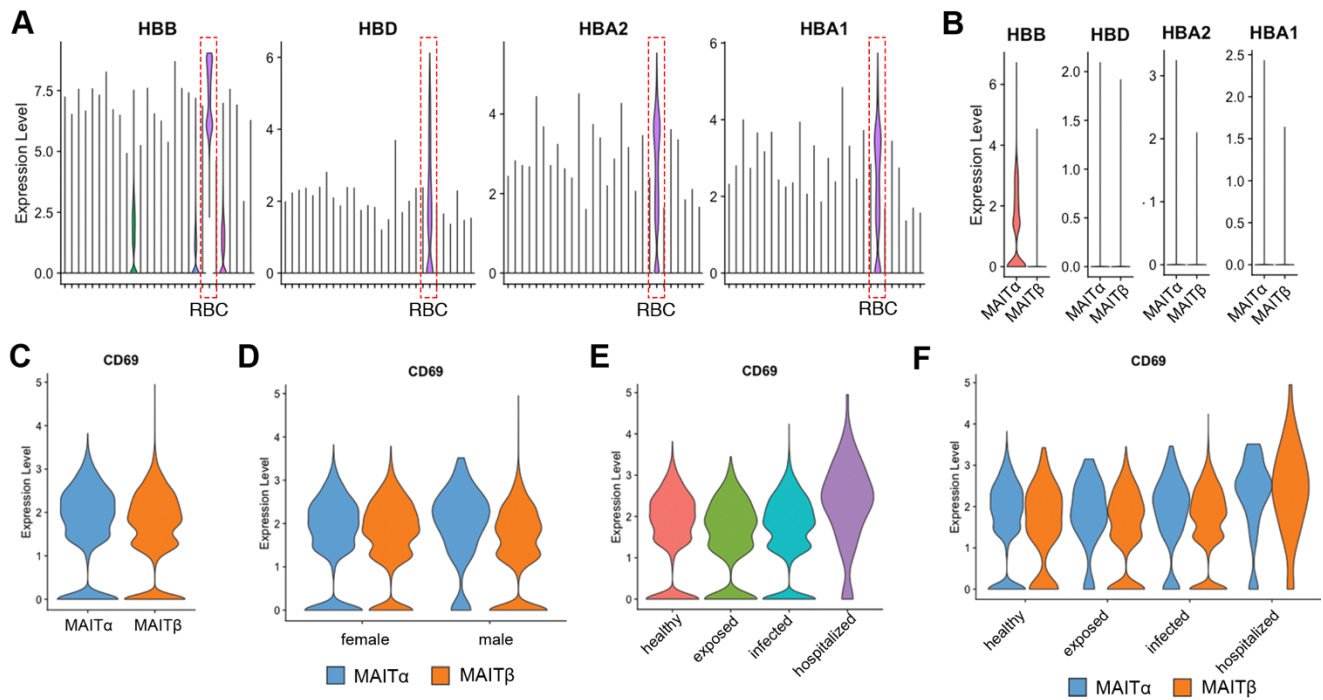 A
HBB
HBD
HBA2
HBA1
Expression Level
7.5
5.0
2.5
0.0
6
4
2
0
4
2
0
6
4
2
0
RBC
RBC
RBC
RBC
B
HBB
HBD
HBA2
HBA1
Expression Level
6
4
2
0
2.0
1.5
1.0
0.5
0.0
3
2
0
2.5
2.0
1.5
1.0
0.5
0.0
MAITα
MAITβ
MAITα
MAITβ
MAITα
MAITβ
MAITα
MAITβ
C
CD69
Expression Level
5
4
3
2
1
0
MAITα
MAITβ
D
CD69
Expression Level
5
4
3
2
1
0
female
male
MAITα
MAITβ
E
CD69
Expression Level
5
4
3
2
1
0
healthy
exposed
infected
hospitalized
F
CD69
Expression Level
5
4
3
2
1
0
healthy
exposed
infected
hospitalized
MAITα
MAITβ